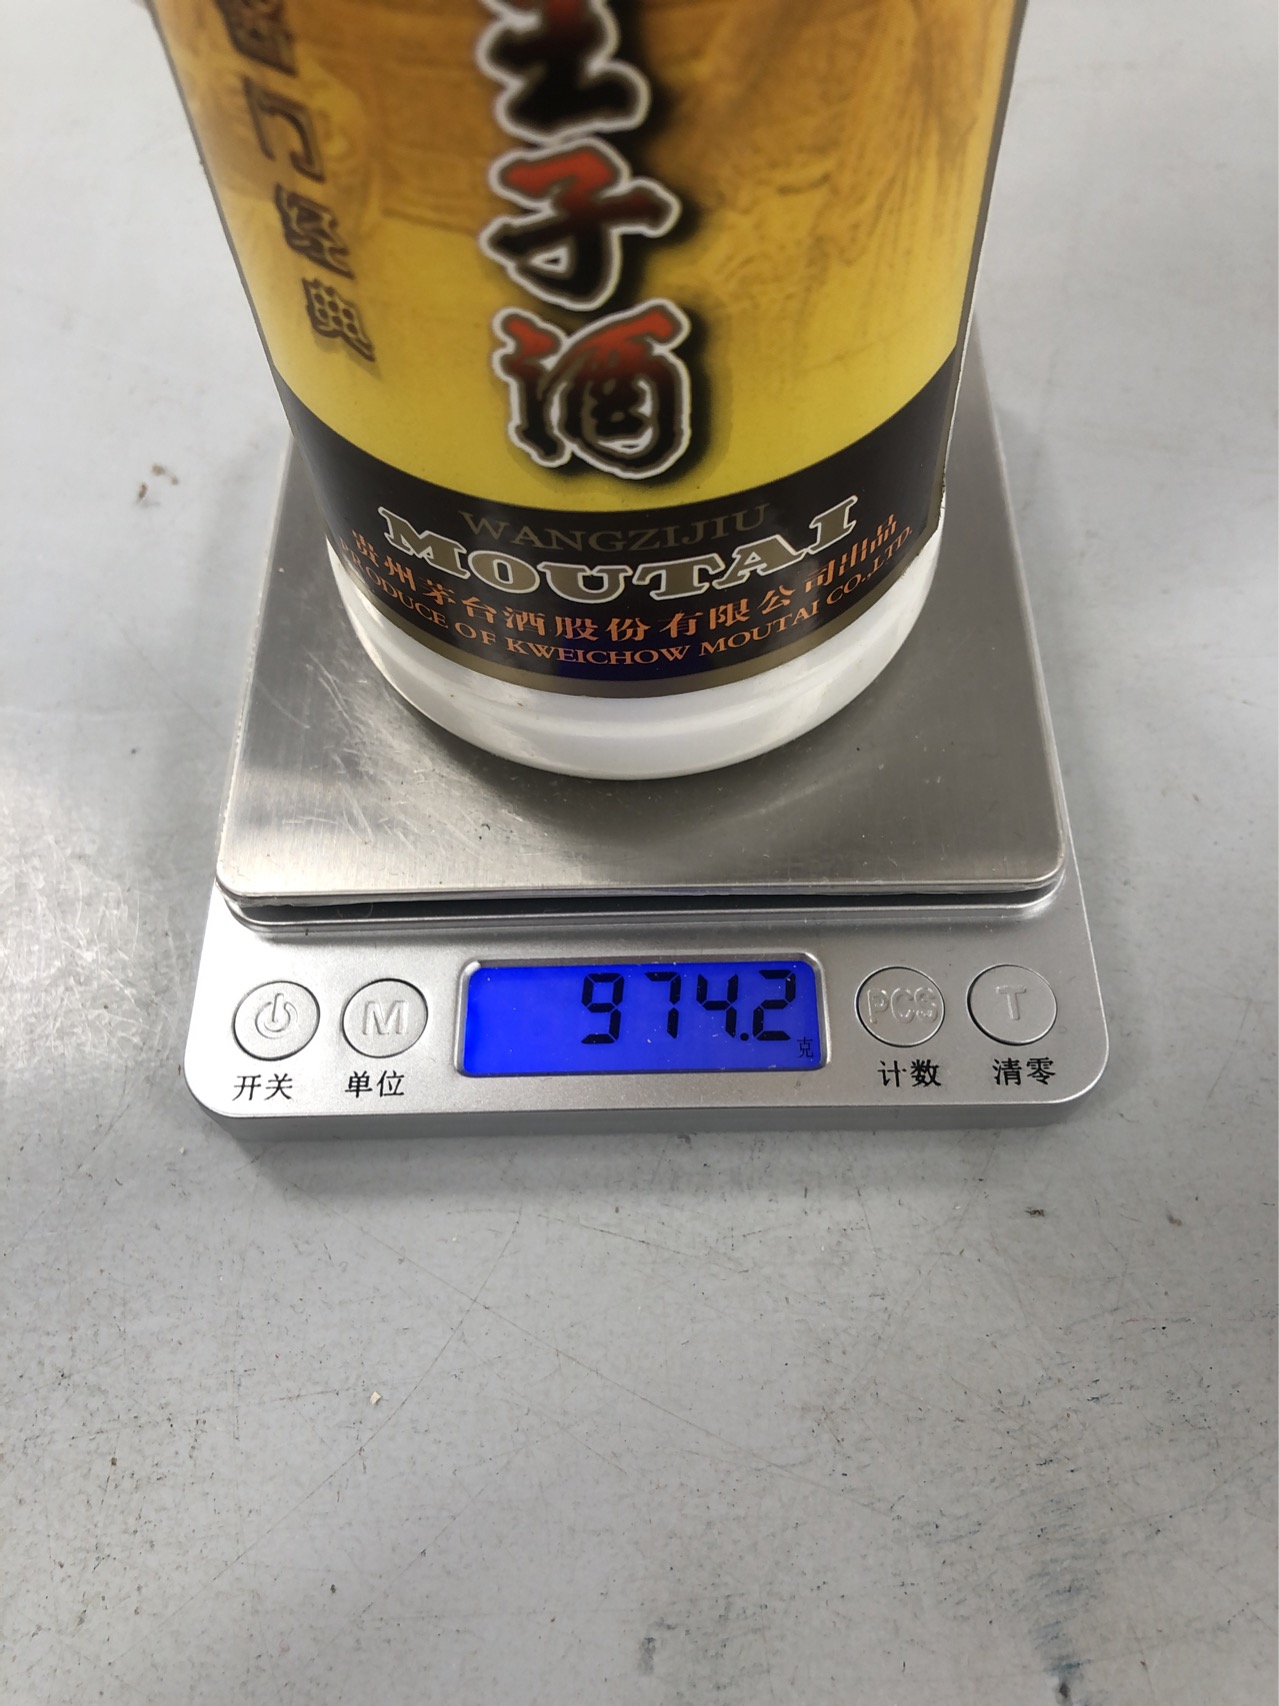 门经典
王子酒
WANGZIJIU
MOUTAI
贵州茅台酒股份有限公司出品
PRODUCE OF KWEICHOW MOUTAI CO.,LTD.
974.2
克
M
PCS
T
开关
单位
计数
清零